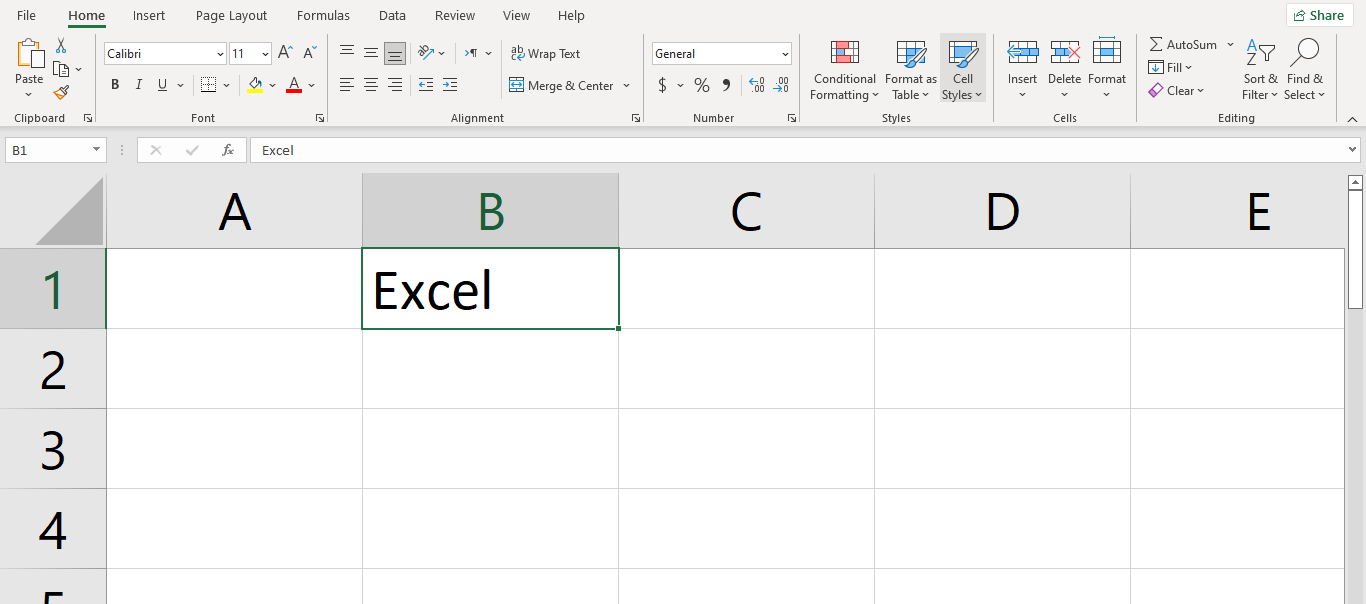 File Home Insert Page Layout Formulas Data Review View Help Share
Paste
Calibri 11
B I U A
ab Wrap Text
Merge & Center
General
$ % 9 .00 .00
Conditional Formatting
Format as Table
Cell Styles
Insert Delete Format
AutoSum
Fill
Clear
Sort & Filter
Find & Select
Clipboard Font Alignment Number Styles Cells Editing
B1 fx Excel
A B C D E
1 Excel
2
3
4
5